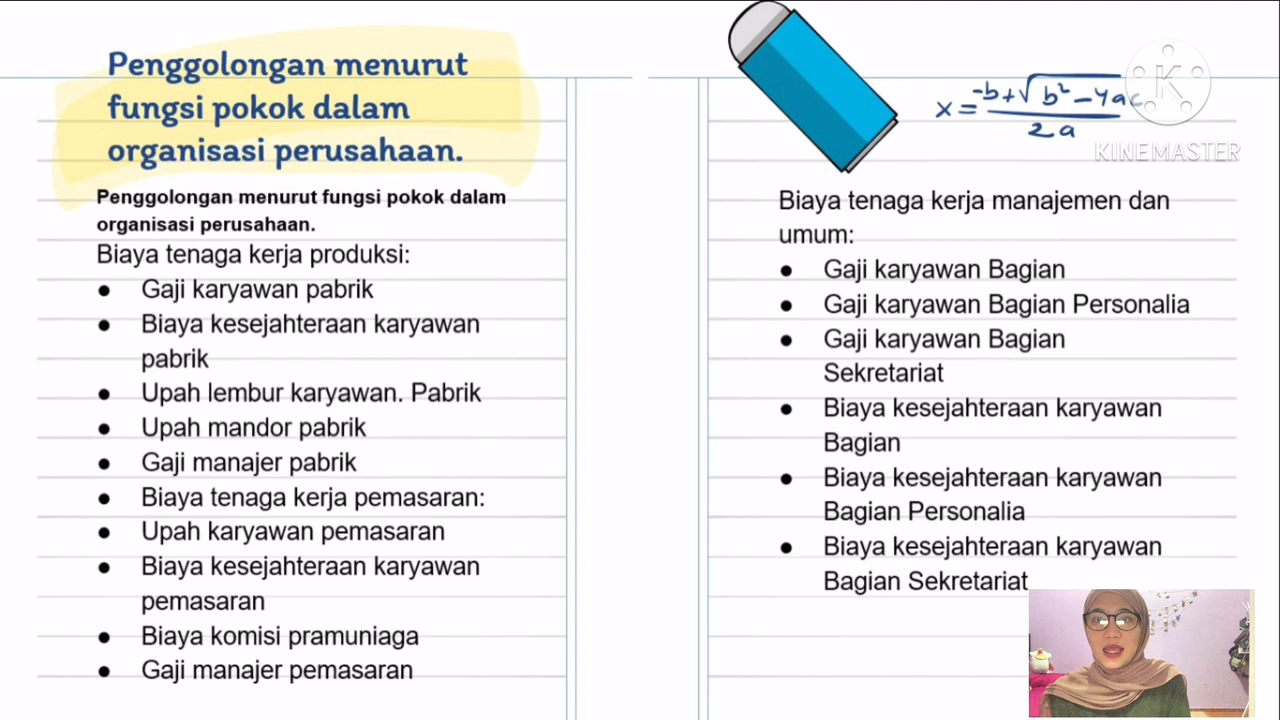 Penggolongan menurut
fungsi pokok dalam
organisasi perusahaan.
Penggolongan menurut fungsi pokok dalam
organisasi perusahaan.
Biaya tenaga kerja produksi:
● Gaji karyawan pabrik
● Biaya kesejahteraan karyawan
pabrik
● Upah lembur karyawan. Pabrik
● Upah mandor pabrik
● Gaji manajer pabrik
● Biaya tenaga kerja pemasaran:
● Upah karyawan pemasaran
● Biaya kesejahteraan karyawan
pemasaran
● Biaya komisi pramuniaga
● Gaji manajer pemasaran
x = -b+√b²-4ac
2a
K
KINEMASTER
Biaya tenaga kerja manajemen dan
umum:
● Gaji karyawan Bagian
● Gaji karyawan Bagian Personalia
● Gaji karyawan Bagian
Sekretariat
● Biaya kesejahteraan karyawan
Bagian
● Biaya kesejahteraan karyawan
Bagian Personalia
● Biaya kesejahteraan karyawan
Bagian Sekretariat